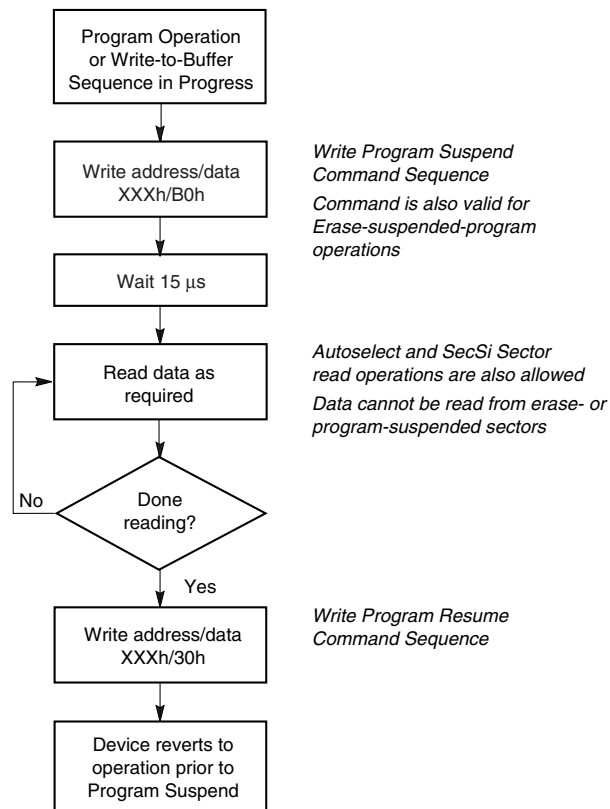 Program Operation
or Write-to-Buffer
Sequence in Progress
Write address/data
XXXh/B0h
Write Program Suspend
Command Sequence
Command is also valid for
Erase-suspended-program
operations
Wait 15 μs
Read data as
required
Autoselect and SecSi Sector
read operations are also allowed
Data cannot be read from erase- or
program-suspended sectors
No
Done
reading?
Yes
Write address/data
XXXh/30h
Write Program Resume
Command Sequence
Device reverts to
operation prior to
Program Suspend